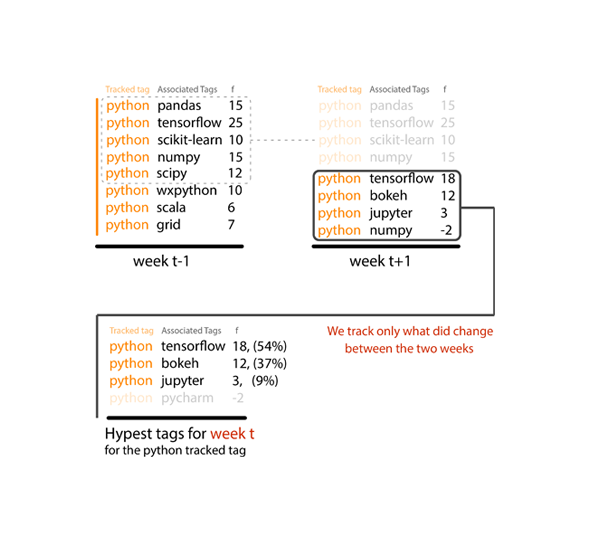 Tracked tag Associated Tags f
python pandas 15
python tensorflow 25
python scikit-learn 10
python numpy 15
python scipy 12
python wxpython 10
python scala 6
python grid 7
week t-1
Tracked tag Associated Tags f
python pandas 15
python tensorflow 25
python scikit-learn 10
python numpy 15
python tensorflow 18
python bokeh 12
python jupyter 3
python numpy -2
week t+1
We track only what did change
between the two weeks
Tracked tag Associated Tags f
python tensorflow 18, (54%)
python bokeh 12, (37%)
python jupyter 3, (9%)
python pycharm -2
Hypest tags for week t
for the python tracked tag